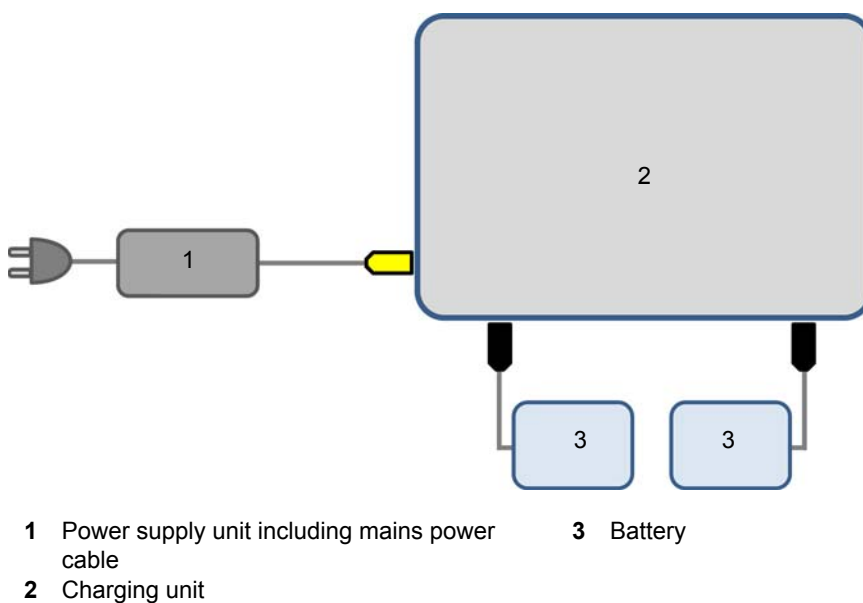 2
1
3
3
1 Power supply unit including mains power
cable
2 Charging unit
3 Battery